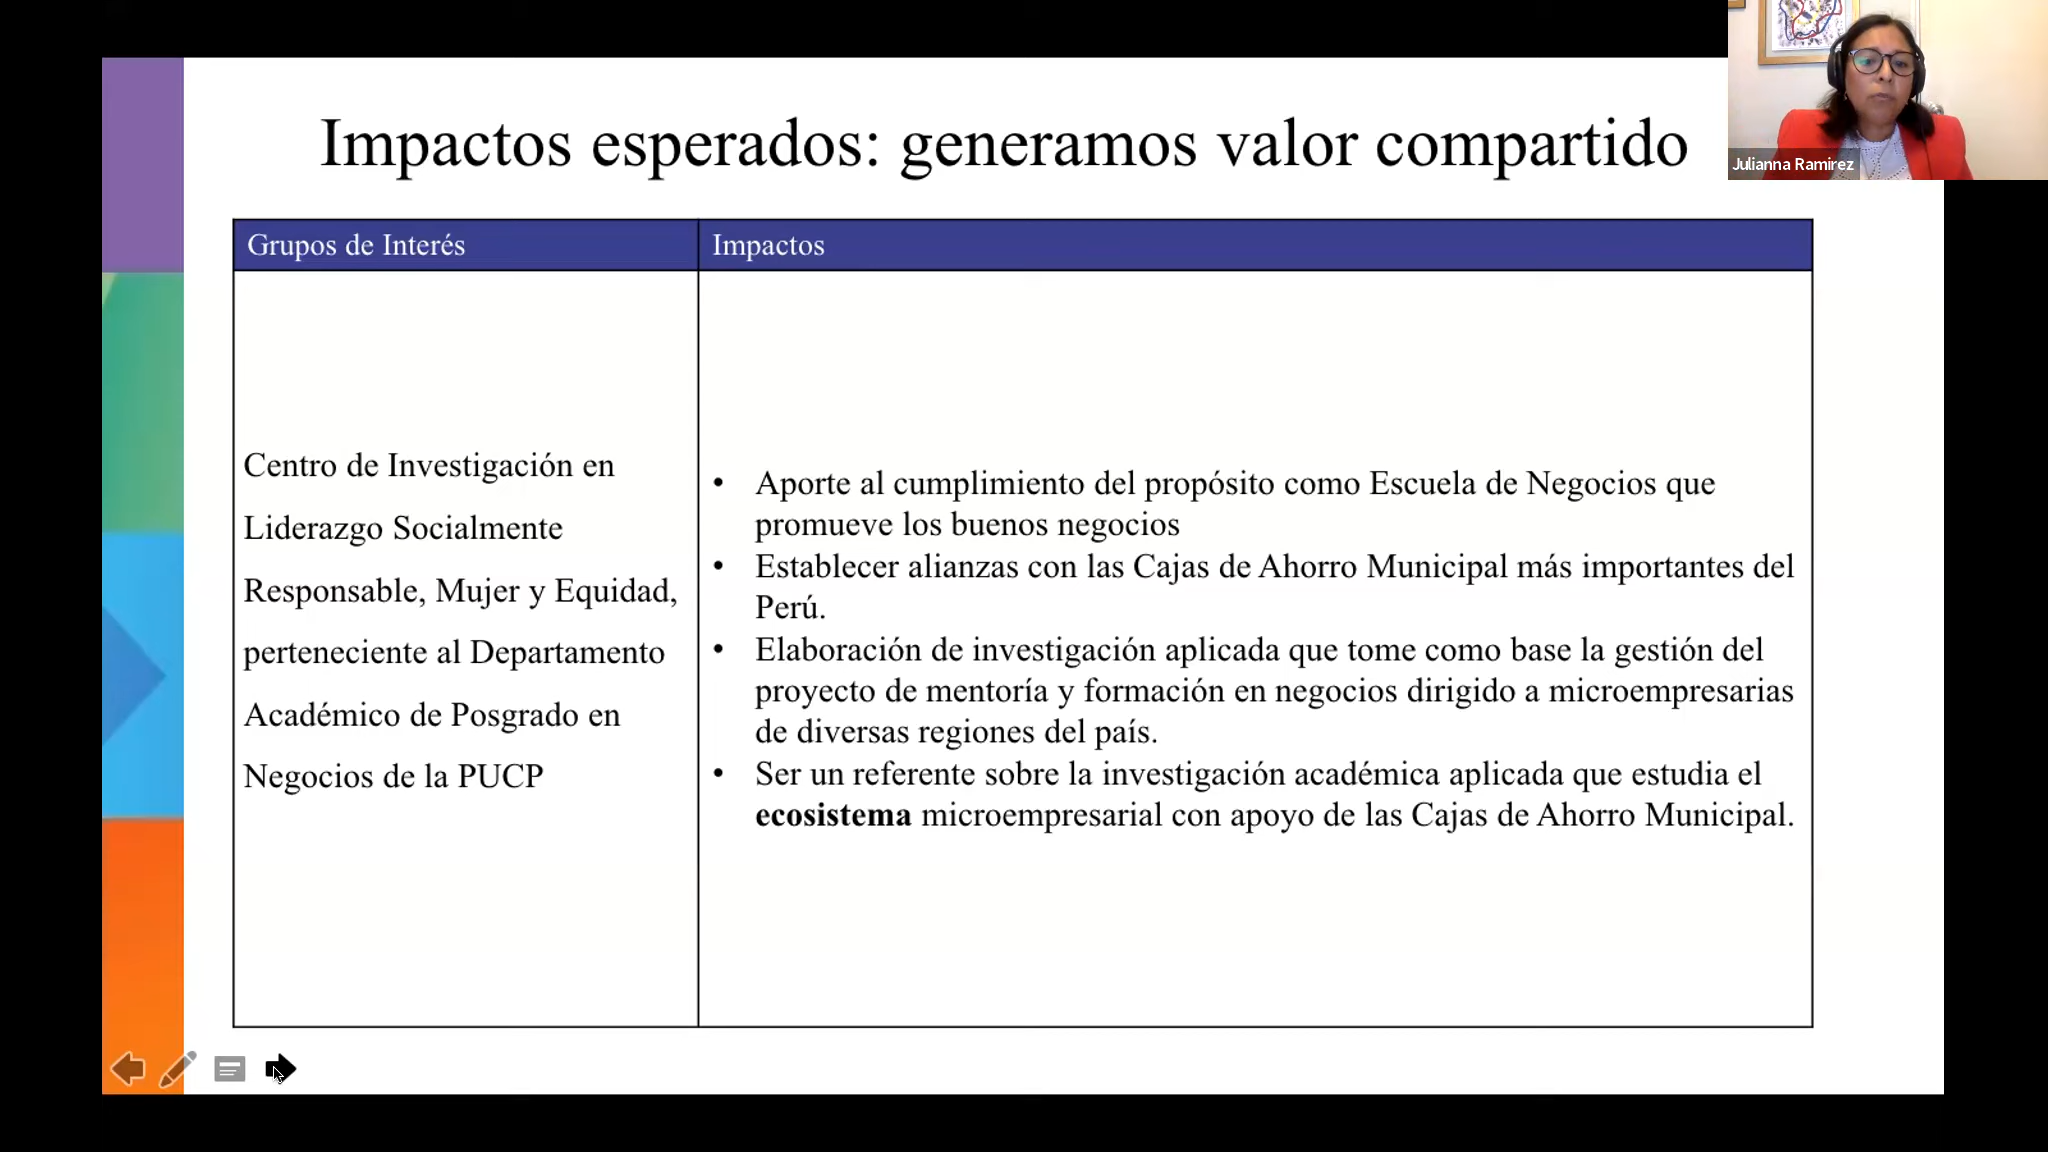 Impactos esperados: generamos valor compartido
Julianna Ramirez
Grupos de Interés
Impactos
Centro de Investigación en
Liderazgo Socialmente
Responsable, Mujer y Equidad,
perteneciente al Departamento
Académico de Posgrado en
Negocios de la PUCP
• Aporte al cumplimiento del propósito como Escuela de Negocios que
promueve los buenos negocios
• Establecer alianzas con las Cajas de Ahorro Municipal más importantes del
Perú.
• Elaboración de investigación aplicada que tome como base la gestión del
proyecto de mentoría y formación en negocios dirigido a microempresarias
de diversas regiones del país.
• Ser un referente sobre la investigación académica aplicada que estudia el
ecosistema microempresarial con apoyo de las Cajas de Ahorro Municipal.